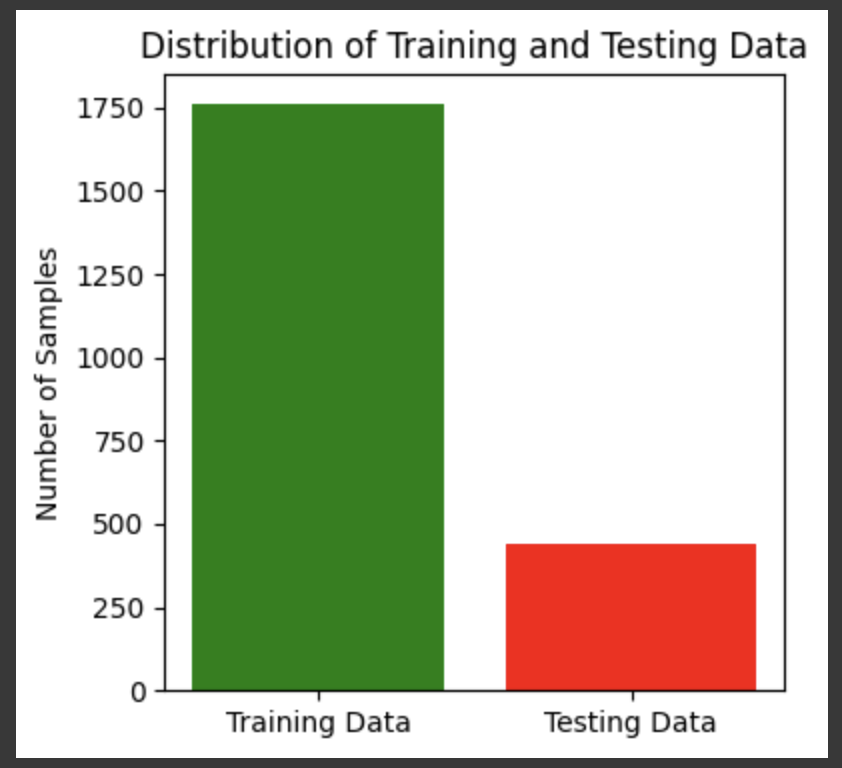 Distribution of Training and Testing Data
1750
1500
1250
1000
750
500
250
0
Number of Samples
Training Data
Testing Data